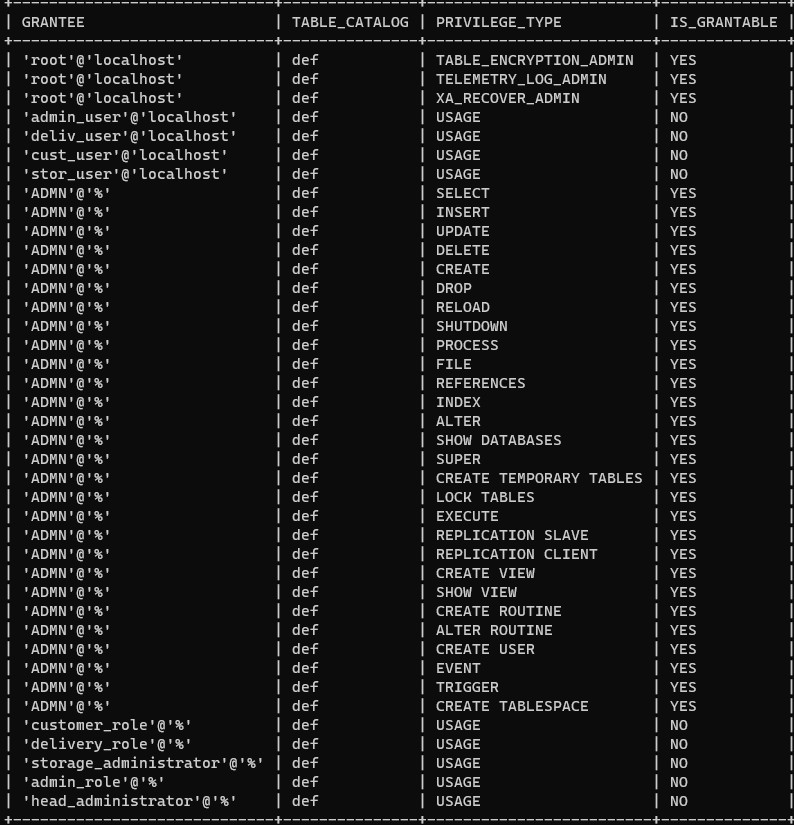 | GRANTEE | TABLE_CATALOG | PRIVILEGE_TYPE | IS_GRANTABLE |
| 'root'@'localhost' | def | TABLE_ENCRYPTION_ADMIN | YES |
| 'root'@'localhost' | def | TELEMETRY_LOG_ADMIN | YES |
| 'root'@'localhost' | def | XA_RECOVER_ADMIN | YES |
| 'admin_user'@'localhost' | def | USAGE | NO |
| 'deliv_user'@'localhost' | def | USAGE | NO |
| 'cust_user'@'localhost' | def | USAGE | NO |
| 'stor_user'@'localhost' | def | USAGE | NO |
| 'ADMN'@'%' | def | SELECT | YES |
| 'ADMN'@'%' | def | INSERT | YES |
| 'ADMN'@'%' | def | UPDATE | YES |
| 'ADMN'@'%' | def | DELETE | YES |
| 'ADMN'@'%' | def | CREATE | YES |
| 'ADMN'@'%' | def | DROP | YES |
| 'ADMN'@'%' | def | RELOAD | YES |
| 'ADMN'@'%' | def | SHUTDOWN | YES |
| 'ADMN'@'%' | def | PROCESS | YES |
| 'ADMN'@'%' | def | FILE | YES |
| 'ADMN'@'%' | def | REFERENCES | YES |
| 'ADMN'@'%' | def | INDEX | YES |
| 'ADMN'@'%' | def | ALTER | YES |
| 'ADMN'@'%' | def | SHOW DATABASES | YES |
| 'ADMN'@'%' | def | SUPER | YES |
| 'ADMN'@'%' | def | CREATE TEMPORARY TABLES | YES |
| 'ADMN'@'%' | def | LOCK TABLES | YES |
| 'ADMN'@'%' | def | EXECUTE | YES |
| 'ADMN'@'%' | def | REPLICATION SLAVE | YES |
| 'ADMN'@'%' | def | REPLICATION CLIENT | YES |
| 'ADMN'@'%' | def | CREATE VIEW | YES |
| 'ADMN'@'%' | def | SHOW VIEW | YES |
| 'ADMN'@'%' | def | CREATE ROUTINE | YES |
| 'ADMN'@'%' | def | ALTER ROUTINE | YES |
| 'ADMN'@'%' | def | CREATE USER | YES |
| 'ADMN'@'%' | def | EVENT | YES |
| 'ADMN'@'%' | def | TRIGGER | YES |
| 'ADMN'@'%' | def | CREATE TABLESPACE | YES |
| 'customer_role'@'%' | def | USAGE | NO |
| 'delivery_role'@'%' | def | USAGE | NO |
| 'storage_administrator'@'%' | def | USAGE | NO |
| 'admin_role'@'%' | def | USAGE | NO |
| 'head_administrator'@'%' | def | USAGE | NO |